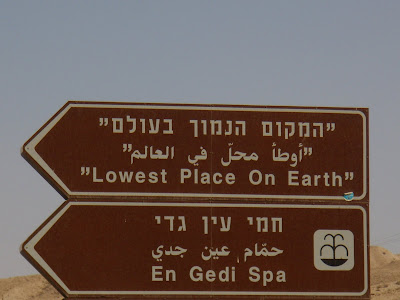 "המקום הנמוך בעולם"
"أوطأ محلّ في العالم"
"Lowest Place On Earth"
חמי עין גדי
حمّام عين جدي
En Gedi Spa